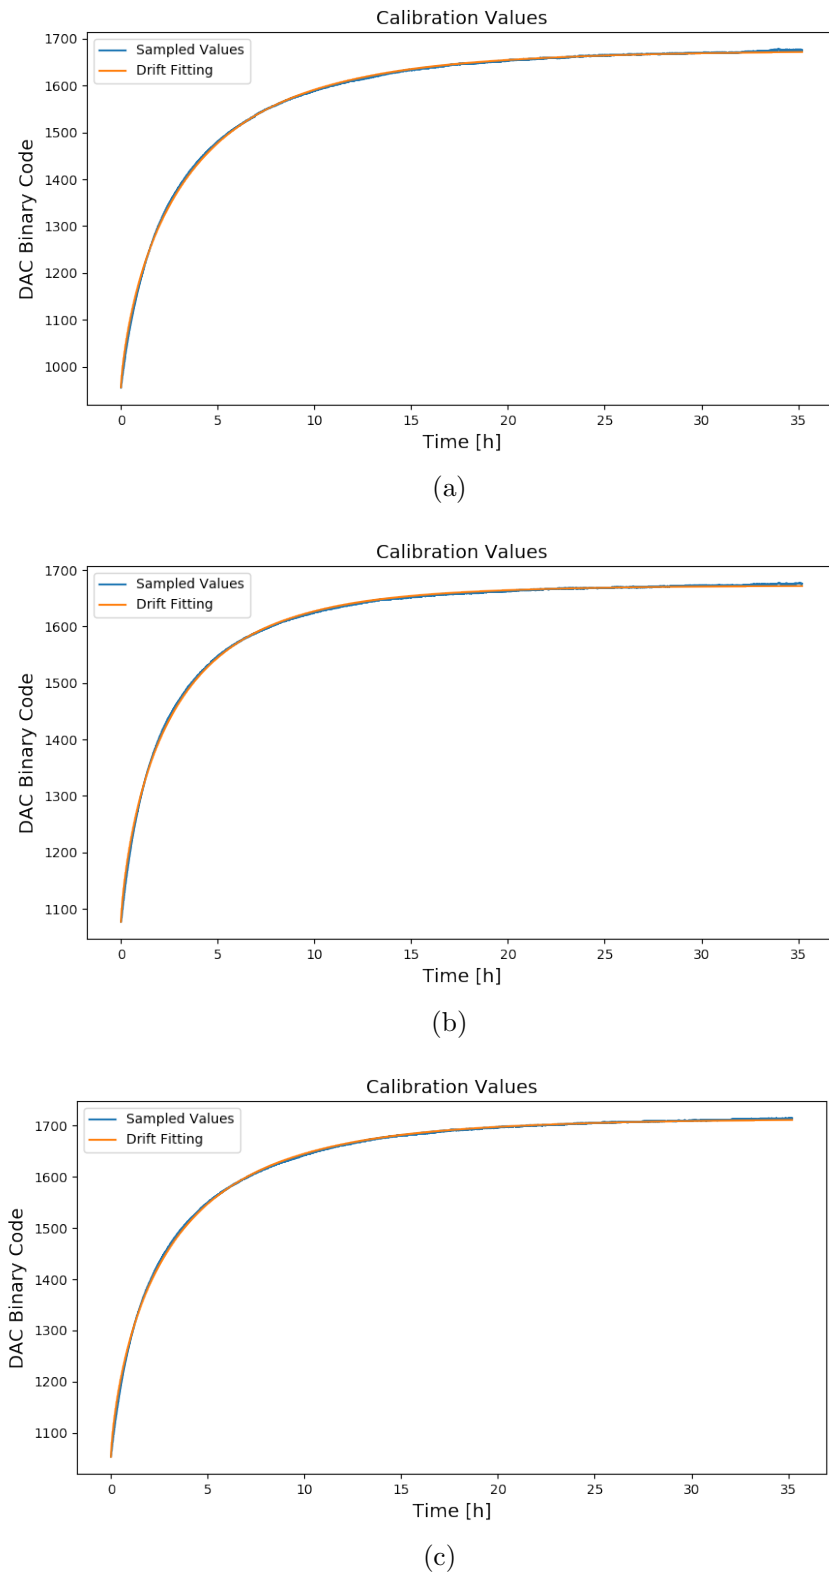 Calibration Values
Sampled Values
Drift Fitting
DAC Binary Code
1700
1600
1500
1400
1300
1200
1100
1000
0 5 10 15 20 25 30 35
Time [h]
(a)
Calibration Values
Sampled Values
Drift Fitting
DAC Binary Code
1700
1600
1500
1400
1300
1200
1100
0 5 10 15 20 25 30 35
Time [h]
(b)
Calibration Values
Sampled Values
Drift Fitting
DAC Binary Code
1700
1600
1500
1400
1300
1200
1100
0 5 10 15 20 25 30 35
Time [h]
(c)